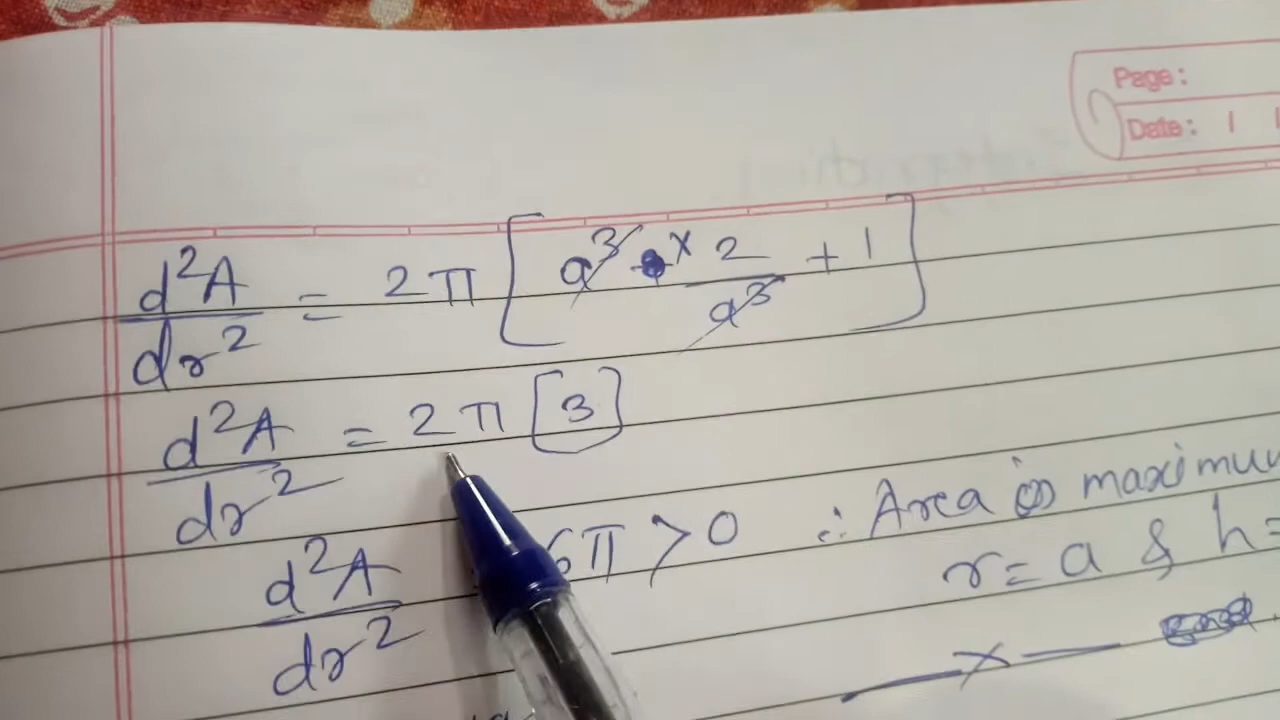 Page:
Date:
d²A/dr² = 2π [a³ × 2/a³ + 1]
d²A/dr² = 2π [3]
d²A/dr² 6π > 0 ∴ Area is maximu
r = a & h =